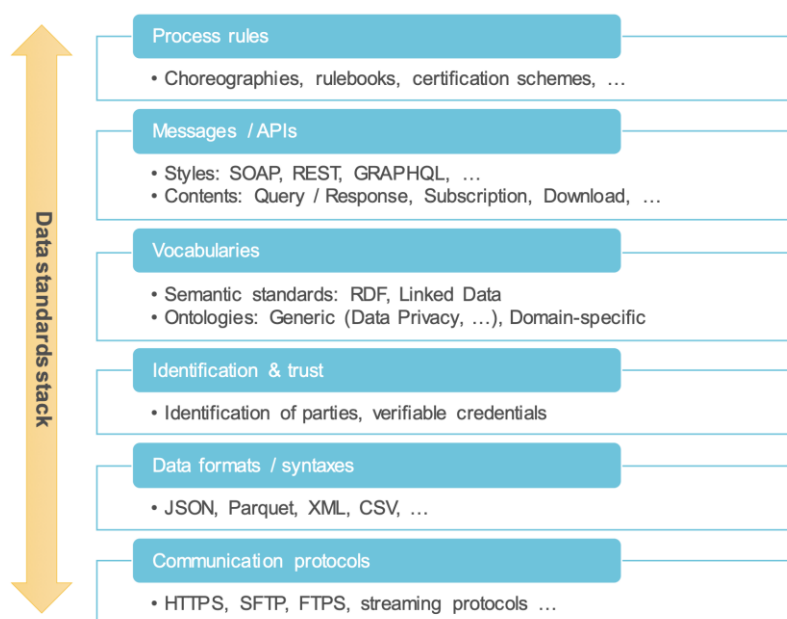 Data standards stack
Process rules
• Choreographies, rulebooks, certification schemes, …
Messages / APIs
• Styles: SOAP, REST, GRAPHQL, …
• Contents: Query / Response, Subscription, Download, …
Vocabularies
• Semantic standards: RDF, Linked Data
• Ontologies: Generic (Data Privacy, …), Domain-specific
Identification & trust
• Identification of parties, verifiable credentials
Data formats / syntaxes
• JSON, Parquet, XML, CSV, …
Communication protocols
• HTTPS, SFTP, FTPS, streaming protocols …